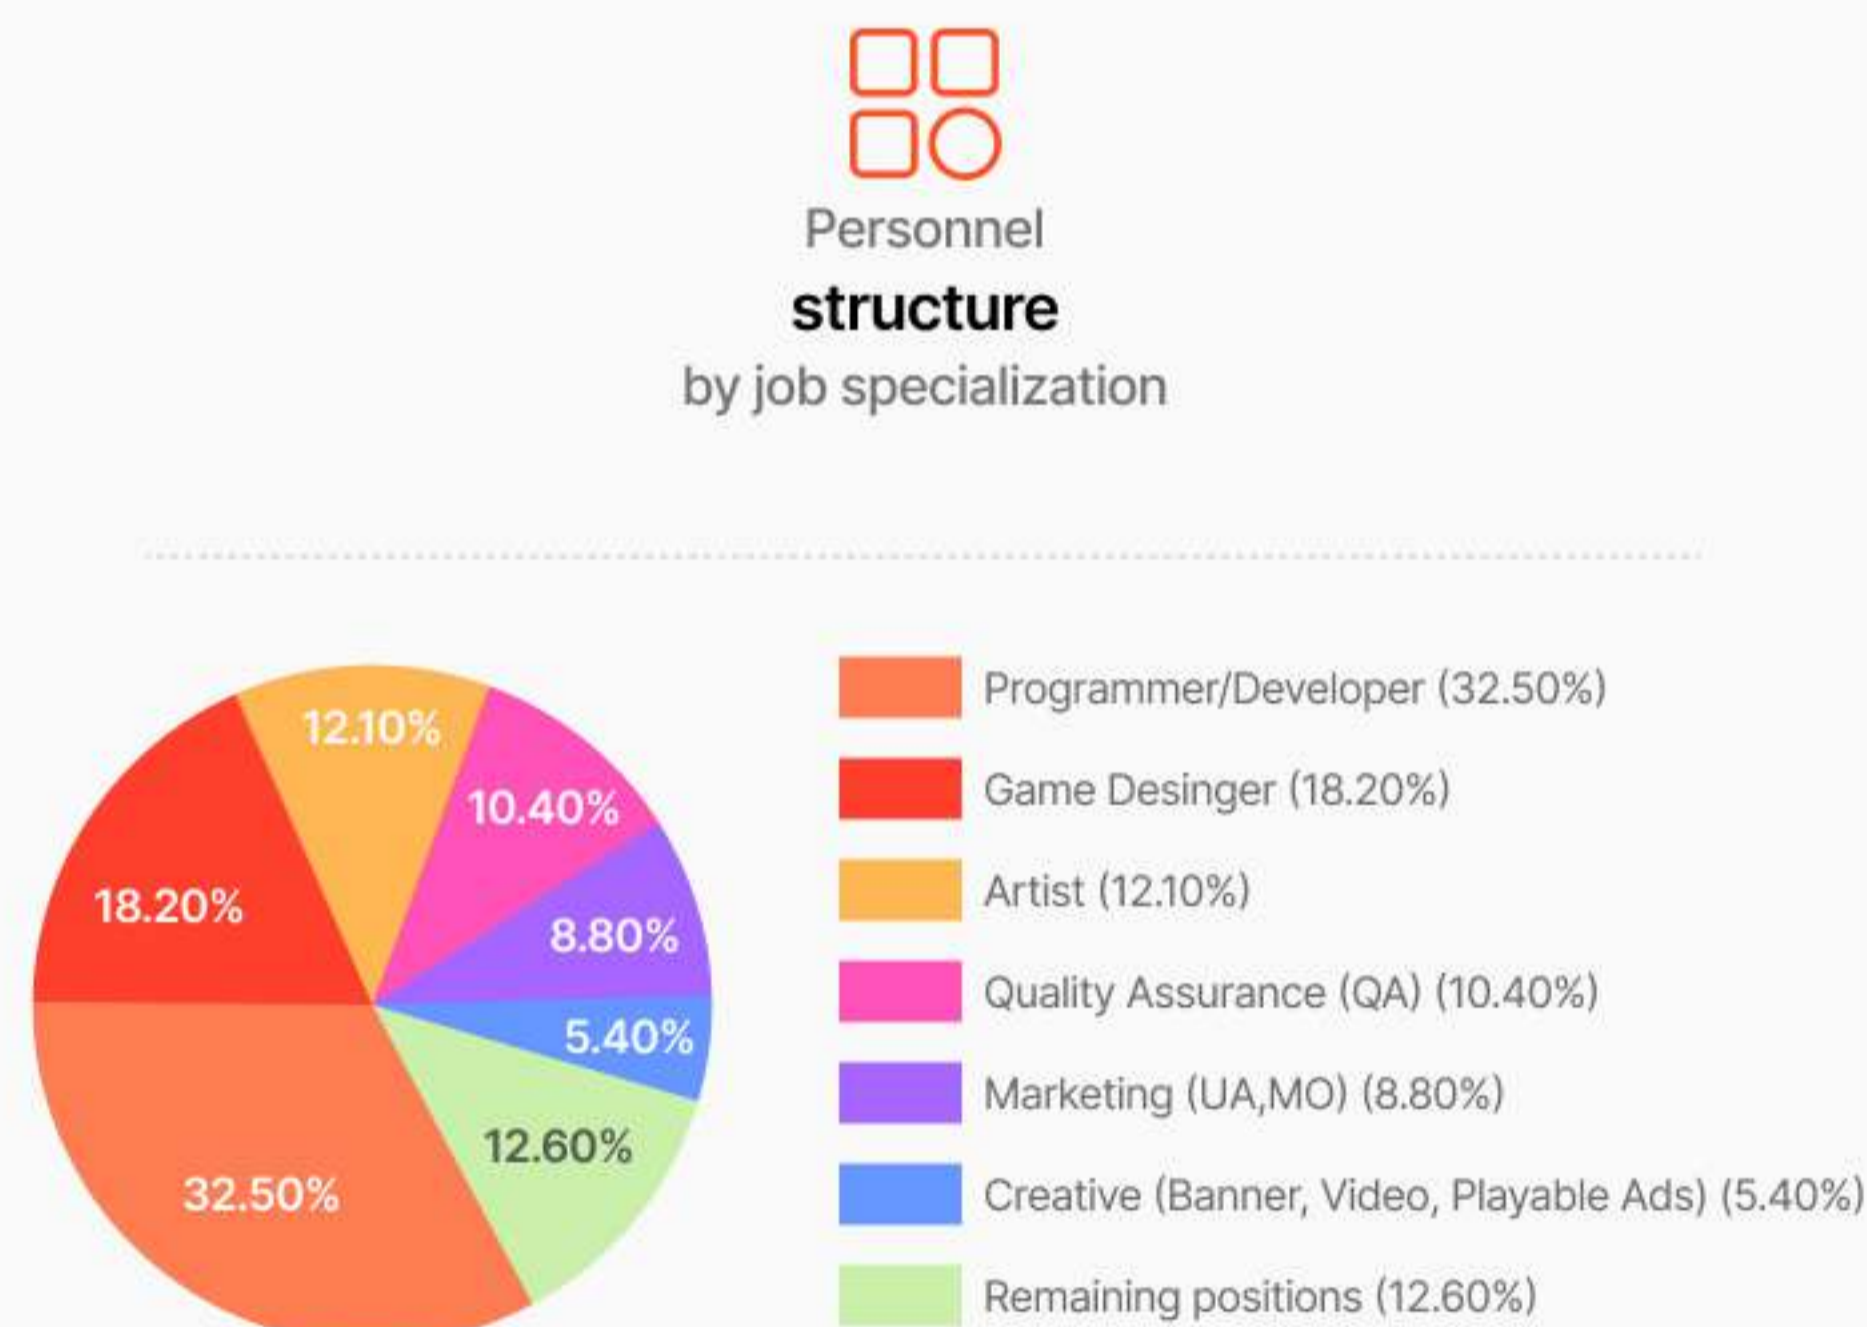 Personnel
structure
by job specialization
12.10%
10.40%
18.20%
8.80%
5.40%
12.60%
32.50%
Programmer/Developer (32.50%)
Game Desinger (18.20%)
Artist (12.10%)
Quality Assurance (QA) (10.40%)
Marketing (UA,MO) (8.80%)
Creative (Banner, Video, Playable Ads) (5.40%)
Remaining positions (12.60%)